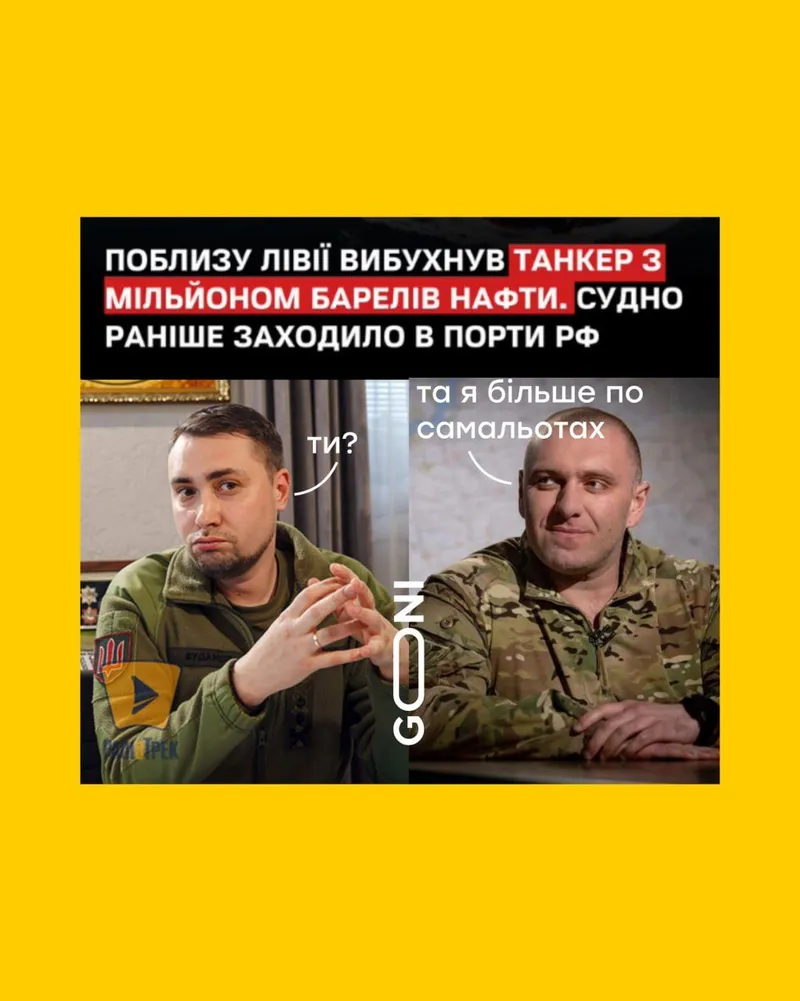 ПОБЛИЗУ ЛІВІЇ ВИБУХНУВ ТАНКЕР З
МІЛЬЙОНОМ БАРЕЛІВ НАФТИ. СУДНО
РАНІШЕ ЗАХОДИЛО В ПОРТИ РФ
ти?
та я більше по
самальотах
GONI